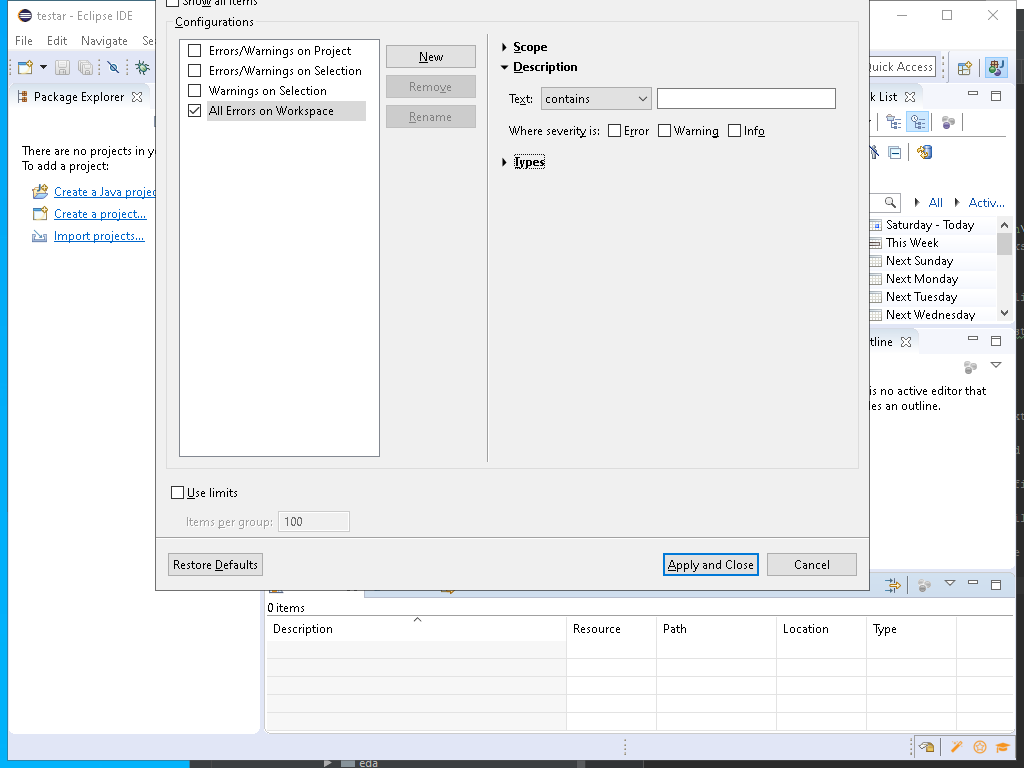 testar - Eclipse IDE
Show all items
File Edit Navigate Se
Configurations
Errors/Warnings on Project
Errors/Warnings on Selection
Warnings on Selection
All Errors on Workspace
New
Remove
Rename
Scope
Description
Text: contains
Where severity is: Error Warning Info
Types
Quick Access
Package Explorer
k List
There are no projects in y
To add a project:
Create a Java projec
Create a project...
Import projects...
All Activ...
Saturday - Today
This Week
Next Sunday
Next Monday
Next Tuesday
Next Wednesday
tline
is no active editor that
les an outline.
Use limits
Items per group: 100
Restore Defaults
Apply and Close
Cancel
0 items
Description Resource Path Location Type
eda